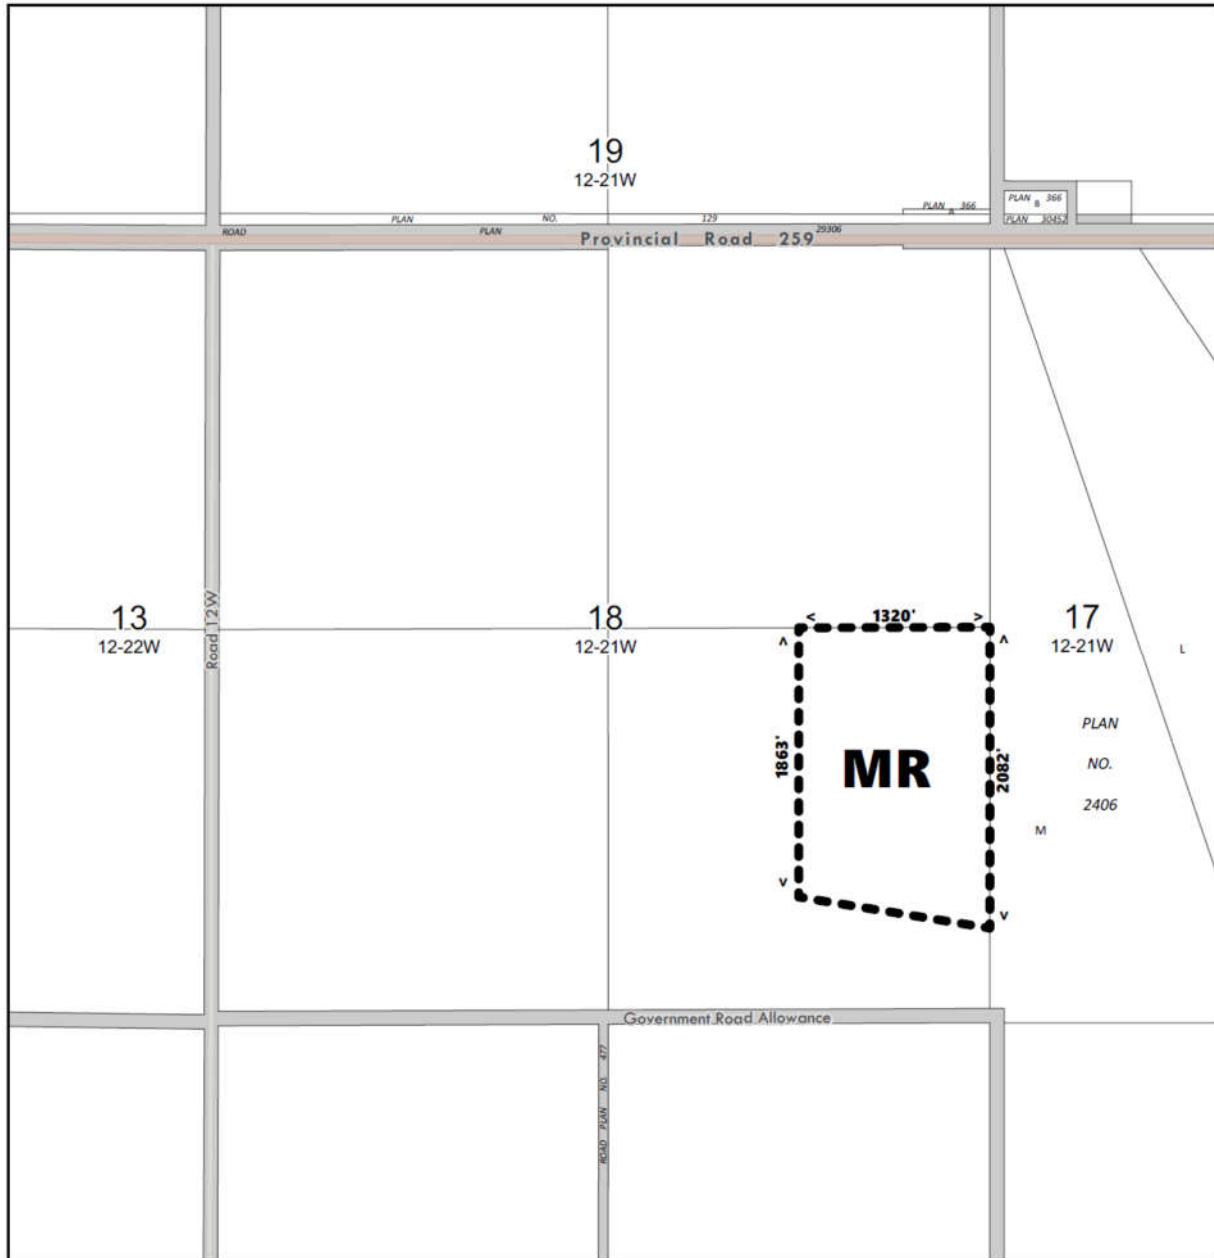 19
12-21W
PLAN 366
A
PLAN 366
B
PLAN NO. 129
PLAN 30452
ROAD PLAN 29306
Provincial Road 259
13
12-22W
Road 12W
18
12-21W
< 1320' >
17
12-21W
L
< 1863' >
MR
< 2082' >
PLAN
NO.
2406
M
Government Road Allowance
ROAD PLAN NO. 477